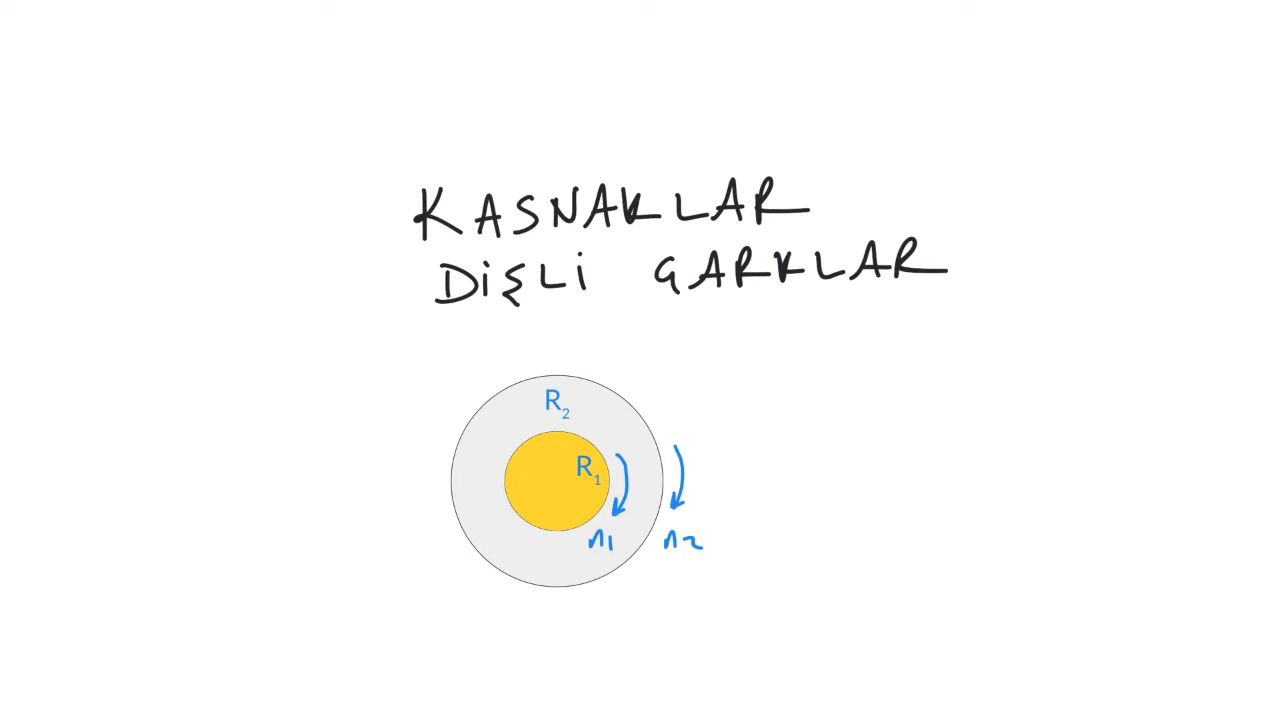 KASNAKLAR
DİŞLİ ÇARKLAR
R₂
R₁
n₁ n₂